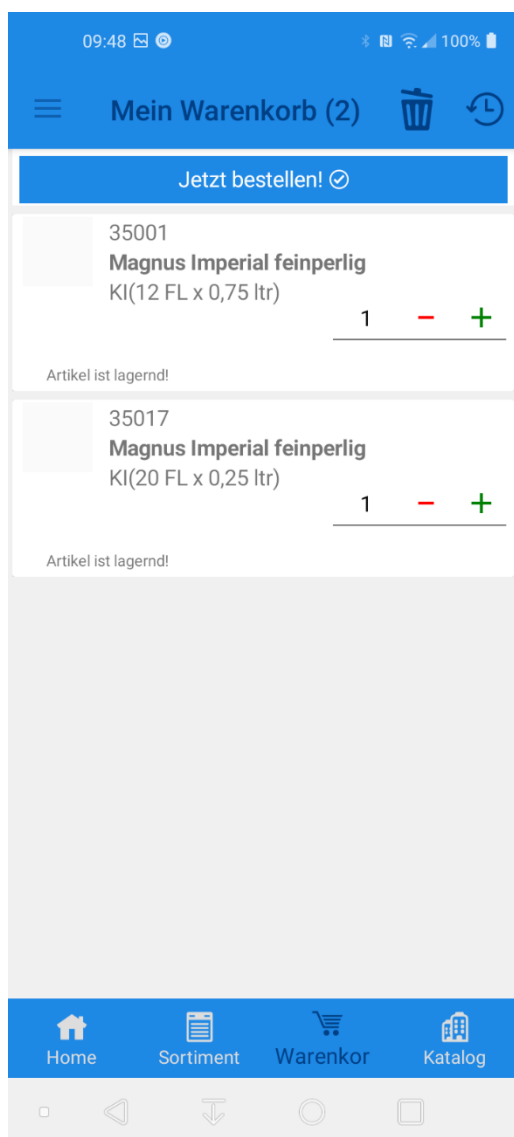 09:48 100%
Mein Warenkorb (2)
Jetzt bestellen!
35001
Magnus Imperial feinperlig
KI(12 FL x 0,75 ltr)
1 − +
Artikel ist lagernd!
35017
Magnus Imperial feinperlig
KI(20 FL x 0,25 ltr)
1 − +
Artikel ist lagernd!
Home Sortiment Warenkor Katalog